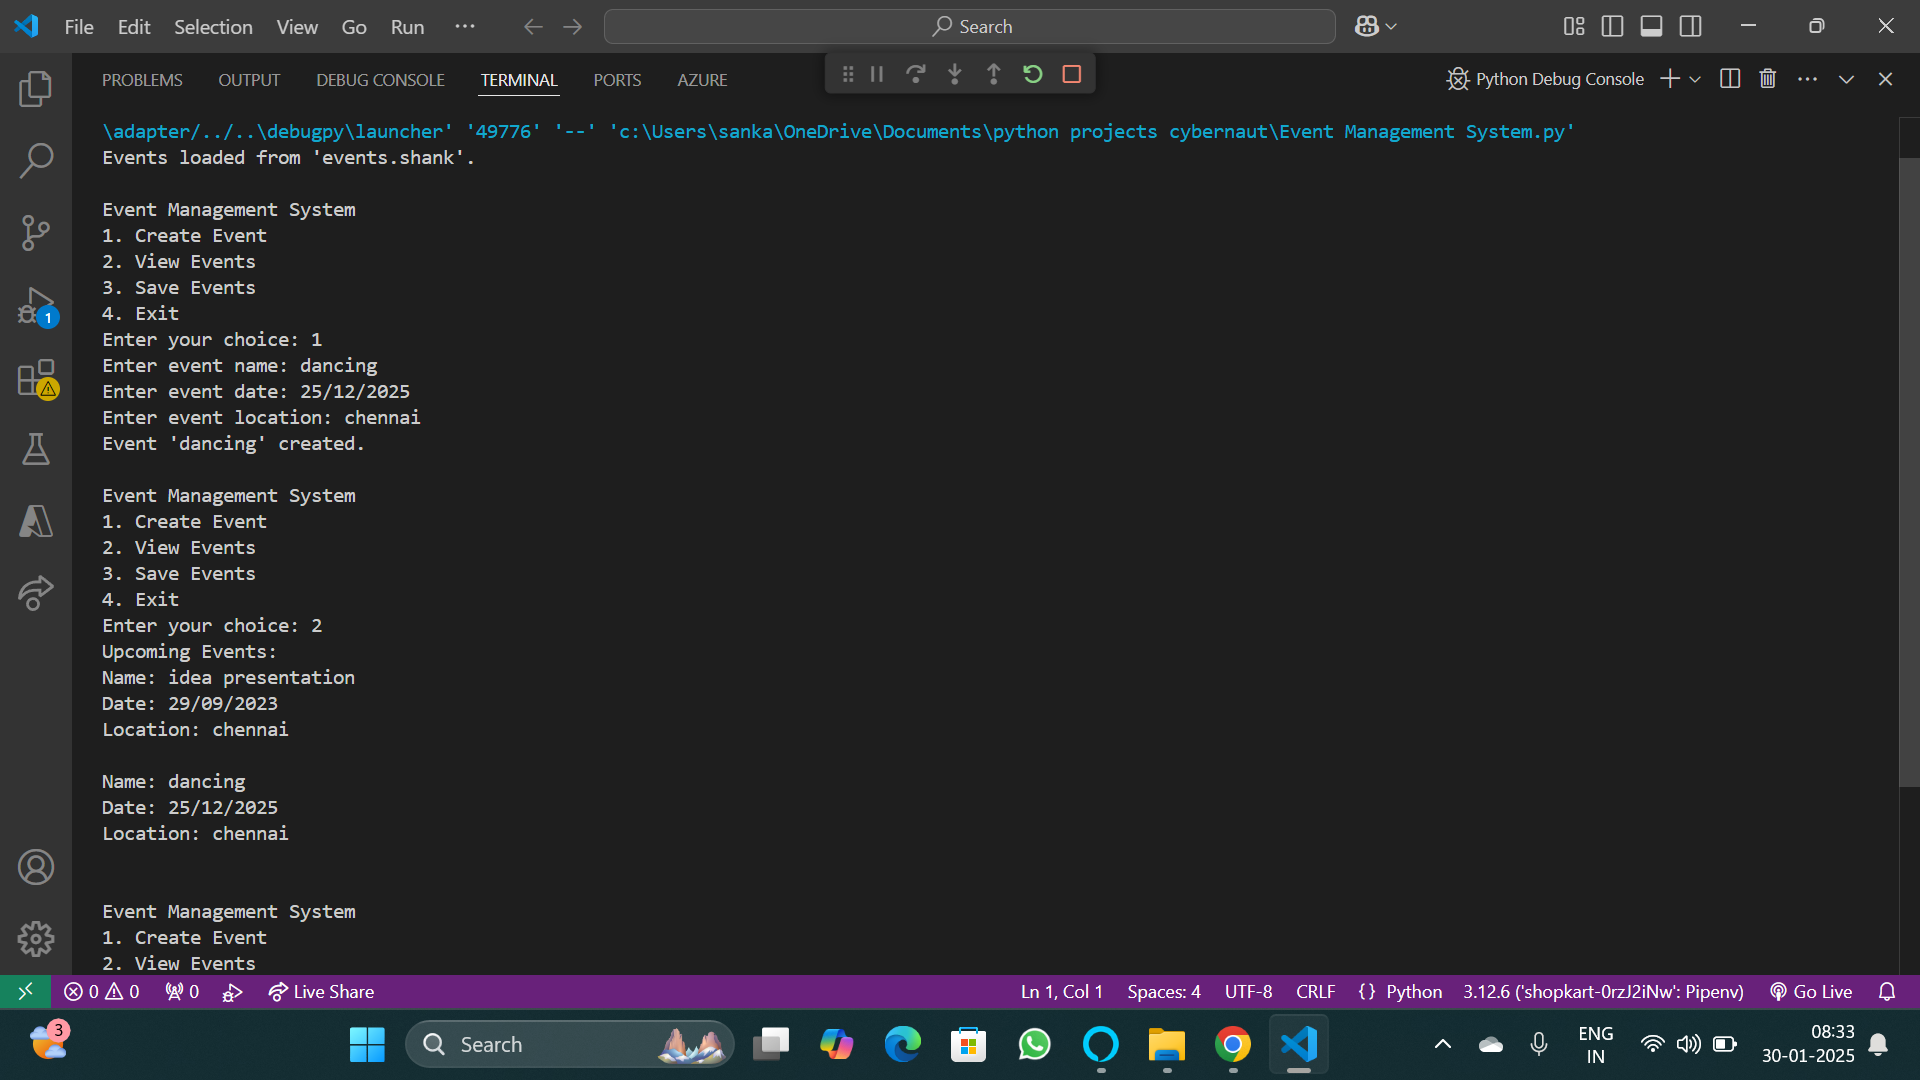 File Edit Selection View Go Run ··· Search
PROBLEMS OUTPUT DEBUG CONSOLE TERMINAL PORTS AZURE Python Debug Console
\adapter/../..\debugpy\launcher' '49776' '--' 'c:\Users\sanka\OneDrive\Documents\python projects cybernaut\Event Management System.py'
Events loaded from 'events.shank'.
Event Management System
1. Create Event
2. View Events
3. Save Events
4. Exit
Enter your choice: 1
Enter event name: dancing
Enter event date: 25/12/2025
Enter event location: chennai
Event 'dancing' created.
Event Management System
1. Create Event
2. View Events
3. Save Events
4. Exit
Enter your choice: 2
Upcoming Events:
Name: idea presentation
Date: 29/09/2023
Location: chennai
Name: dancing
Date: 25/12/2025
Location: chennai
Event Management System
1. Create Event
2. View Events
1
0 0 0 Live Share Ln 1, Col 1 Spaces: 4 UTF-8 CRLF {} Python 3.12.6 ('shopkart-0rzJ2iNw': Pipenv) Go Live
3 Search ENG 08:33
IN 30-01-2025